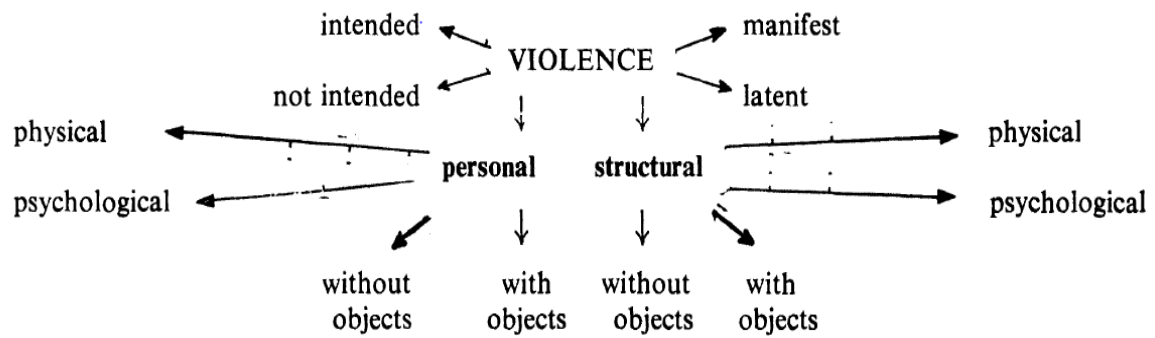 intended
manifest
VIOLENCE
not intended
latent
physical
physical
personal
structural
psychological
psychological
without
objects
with
objects
without
objects
with
objects